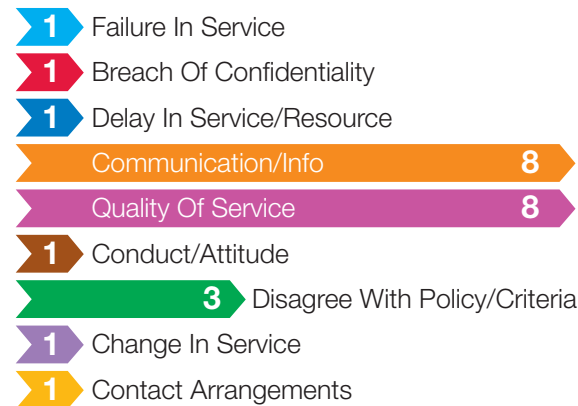 1 Failure In Service
1 Breach Of Confidentiality
1 Delay In Service/Resource
Communication/Info 8
Quality Of Service 8
1 Conduct/Attitude
3 Disagree With Policy/Criteria
1 Change In Service
1 Contact Arrangements